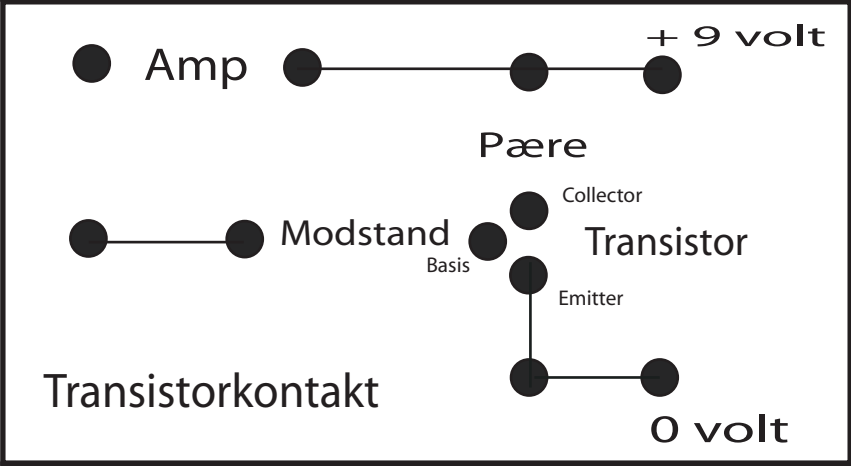 + 9 volt
Amp
Pære
Collector
Modstand
Transistor
Basis
Emitter
Transistorkontakt
0 volt